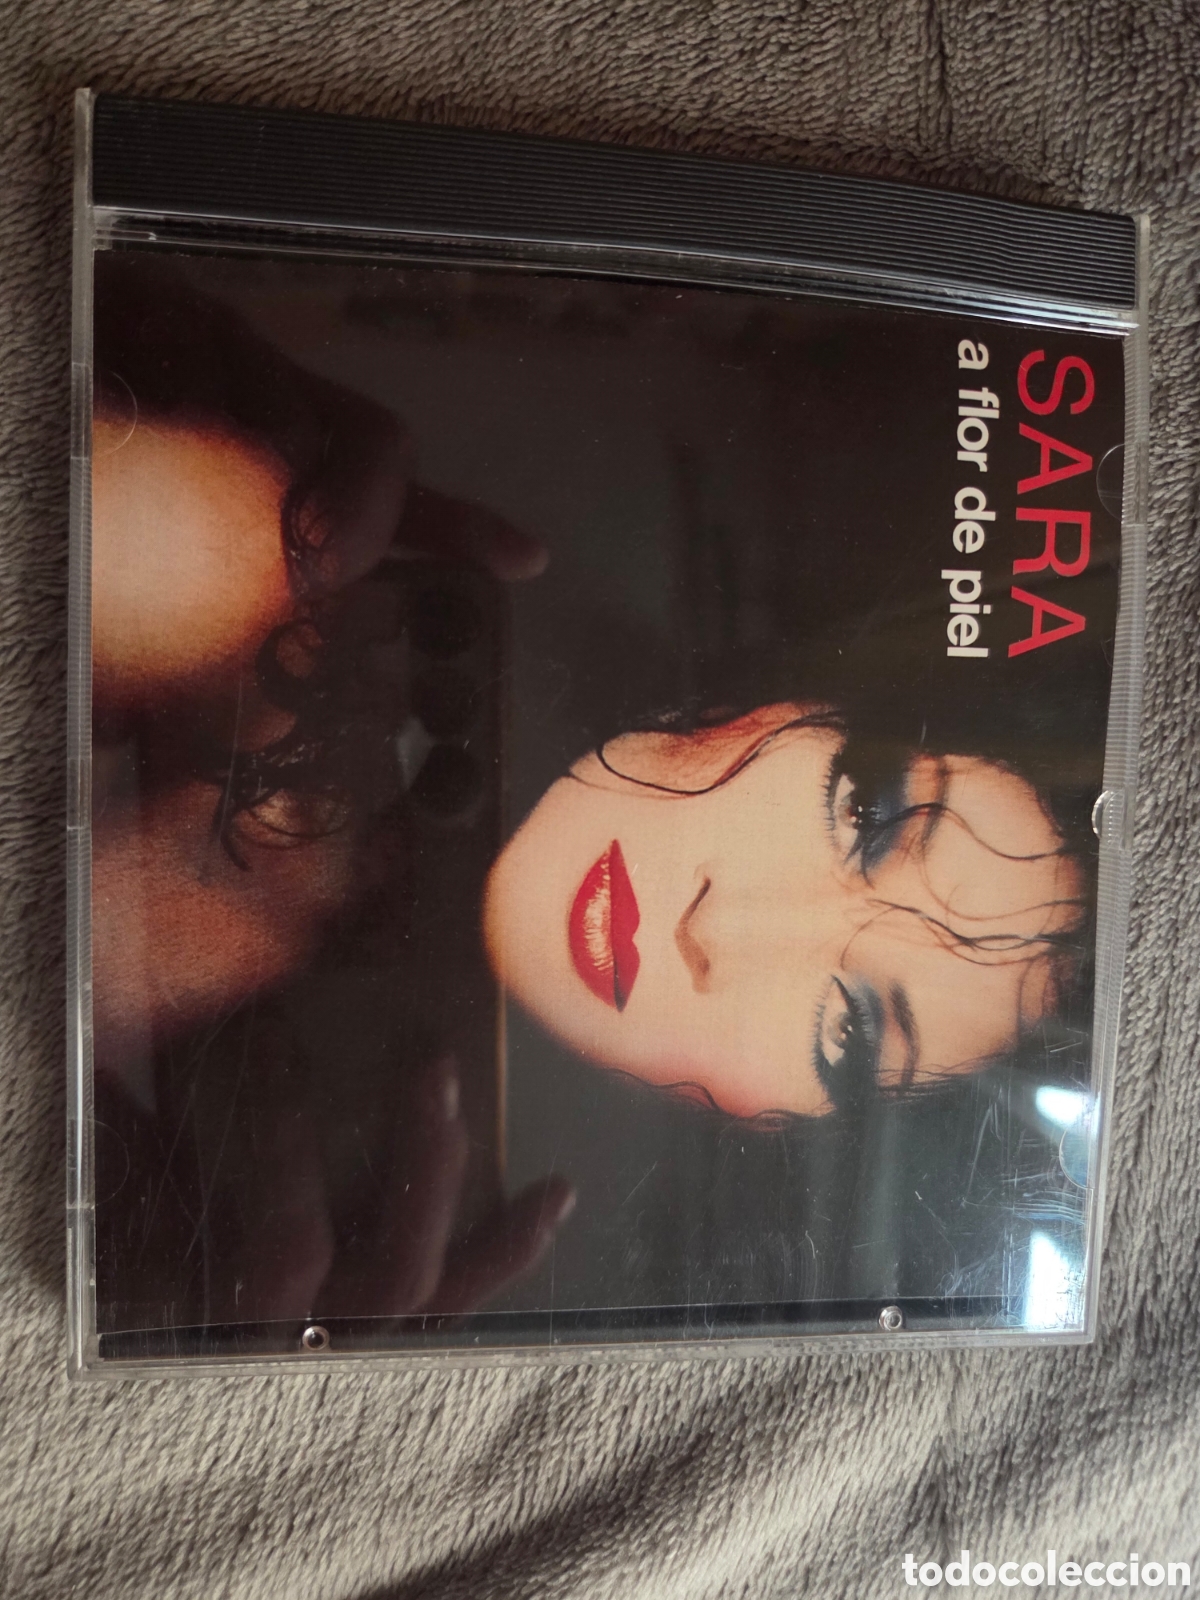 SARA
a flor de piel
todocoleccion